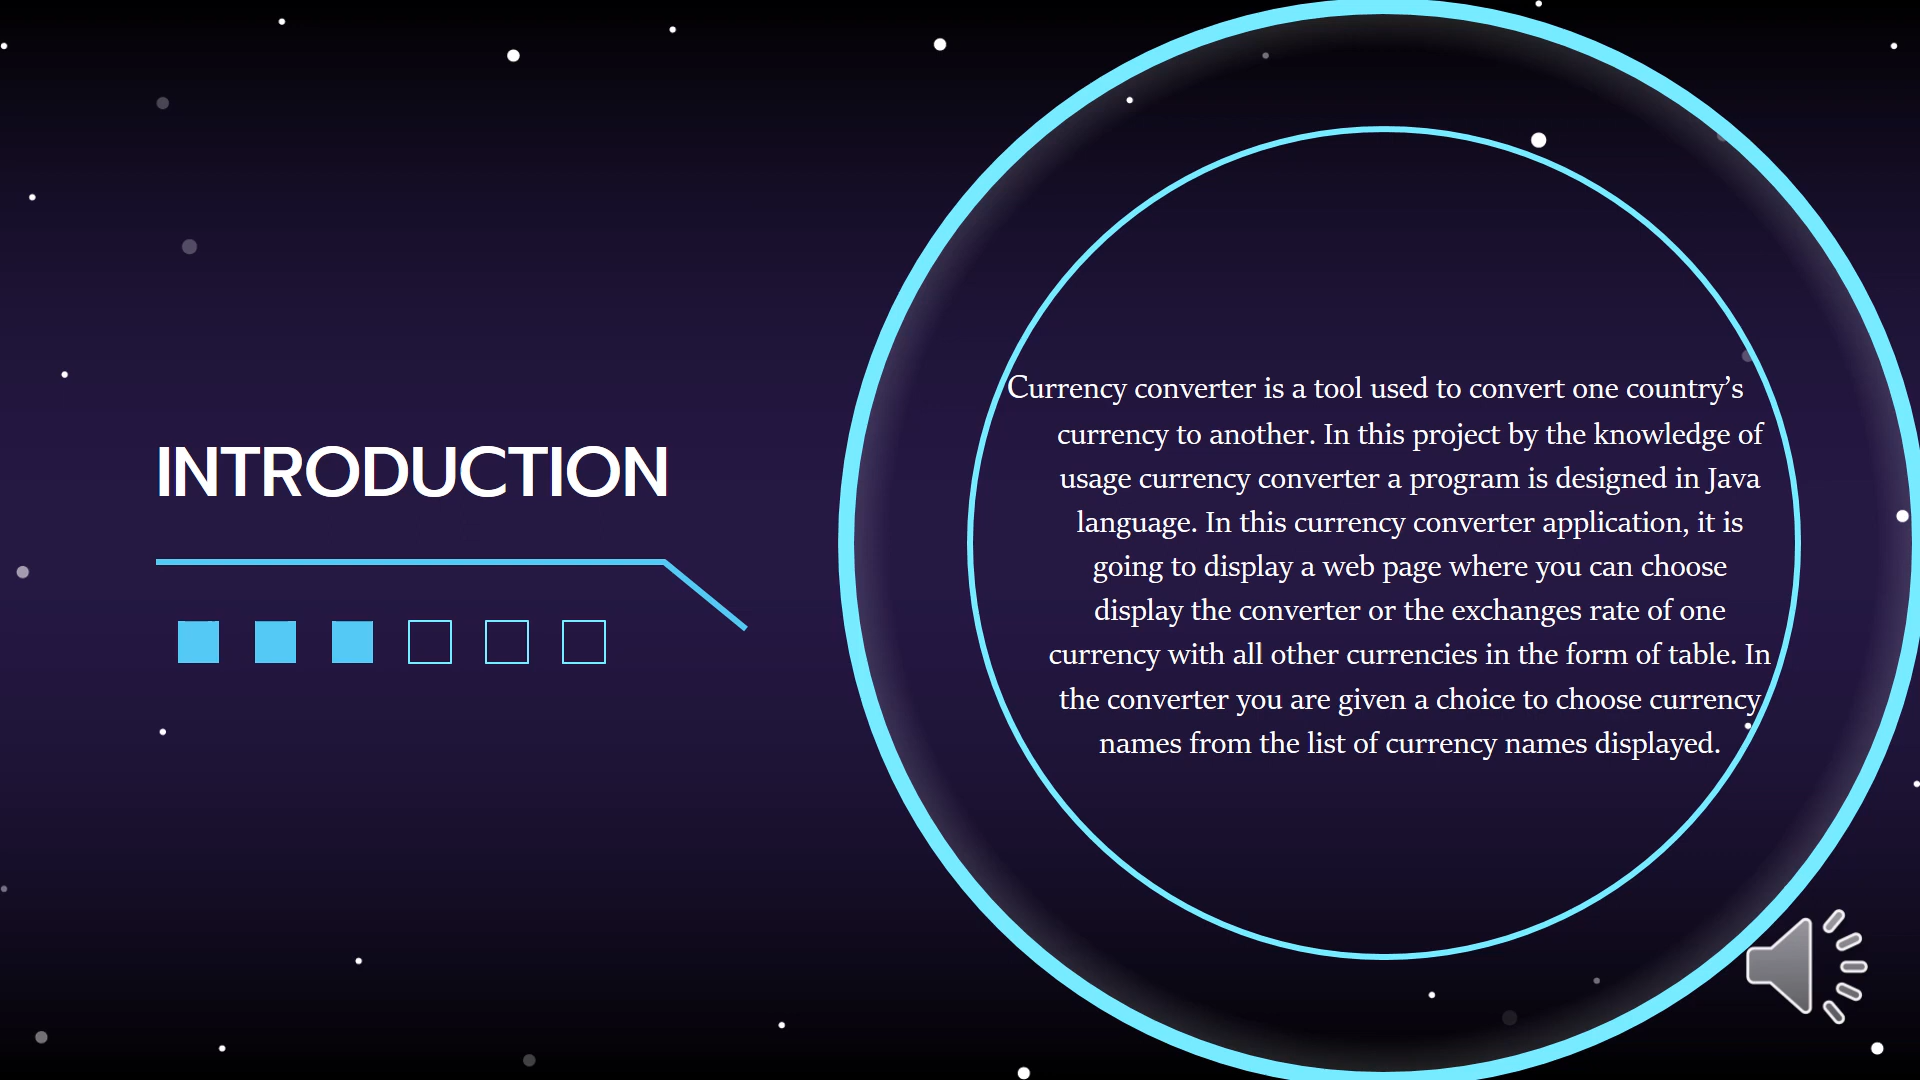 INTRODUCTION
Currency converter is a tool used to convert one country’s
currency to another. In this project by the knowledge of
usage currency converter a program is designed in Java
language. In this currency converter application, it is
going to display a web page where you can choose
display the converter or the exchanges rate of one
currency with all other currencies in the form of table. In
the converter you are given a choice to choose currency
names from the list of currency names displayed.